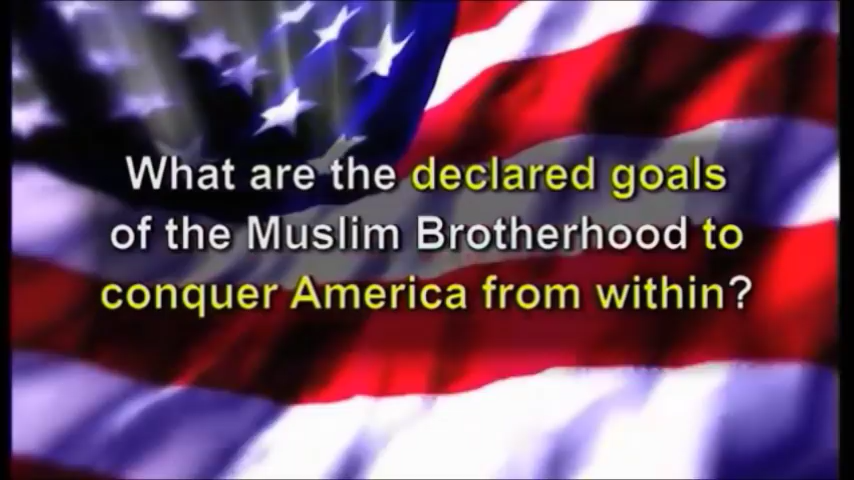 What are the declared goals
of the Muslim Brotherhood to
conquer America from within?